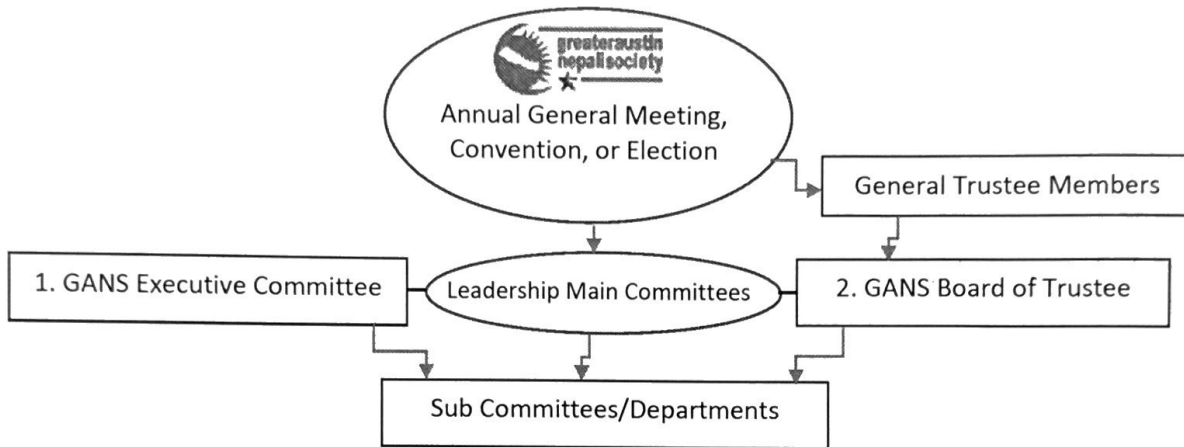 greateraustin
nepalisociety
Annual General Meeting,
Convention, or Election
General Trustee Members
1. GANS Executive Committee
Leadership Main Committees
2. GANS Board of Trustee
Sub Committees/Departments